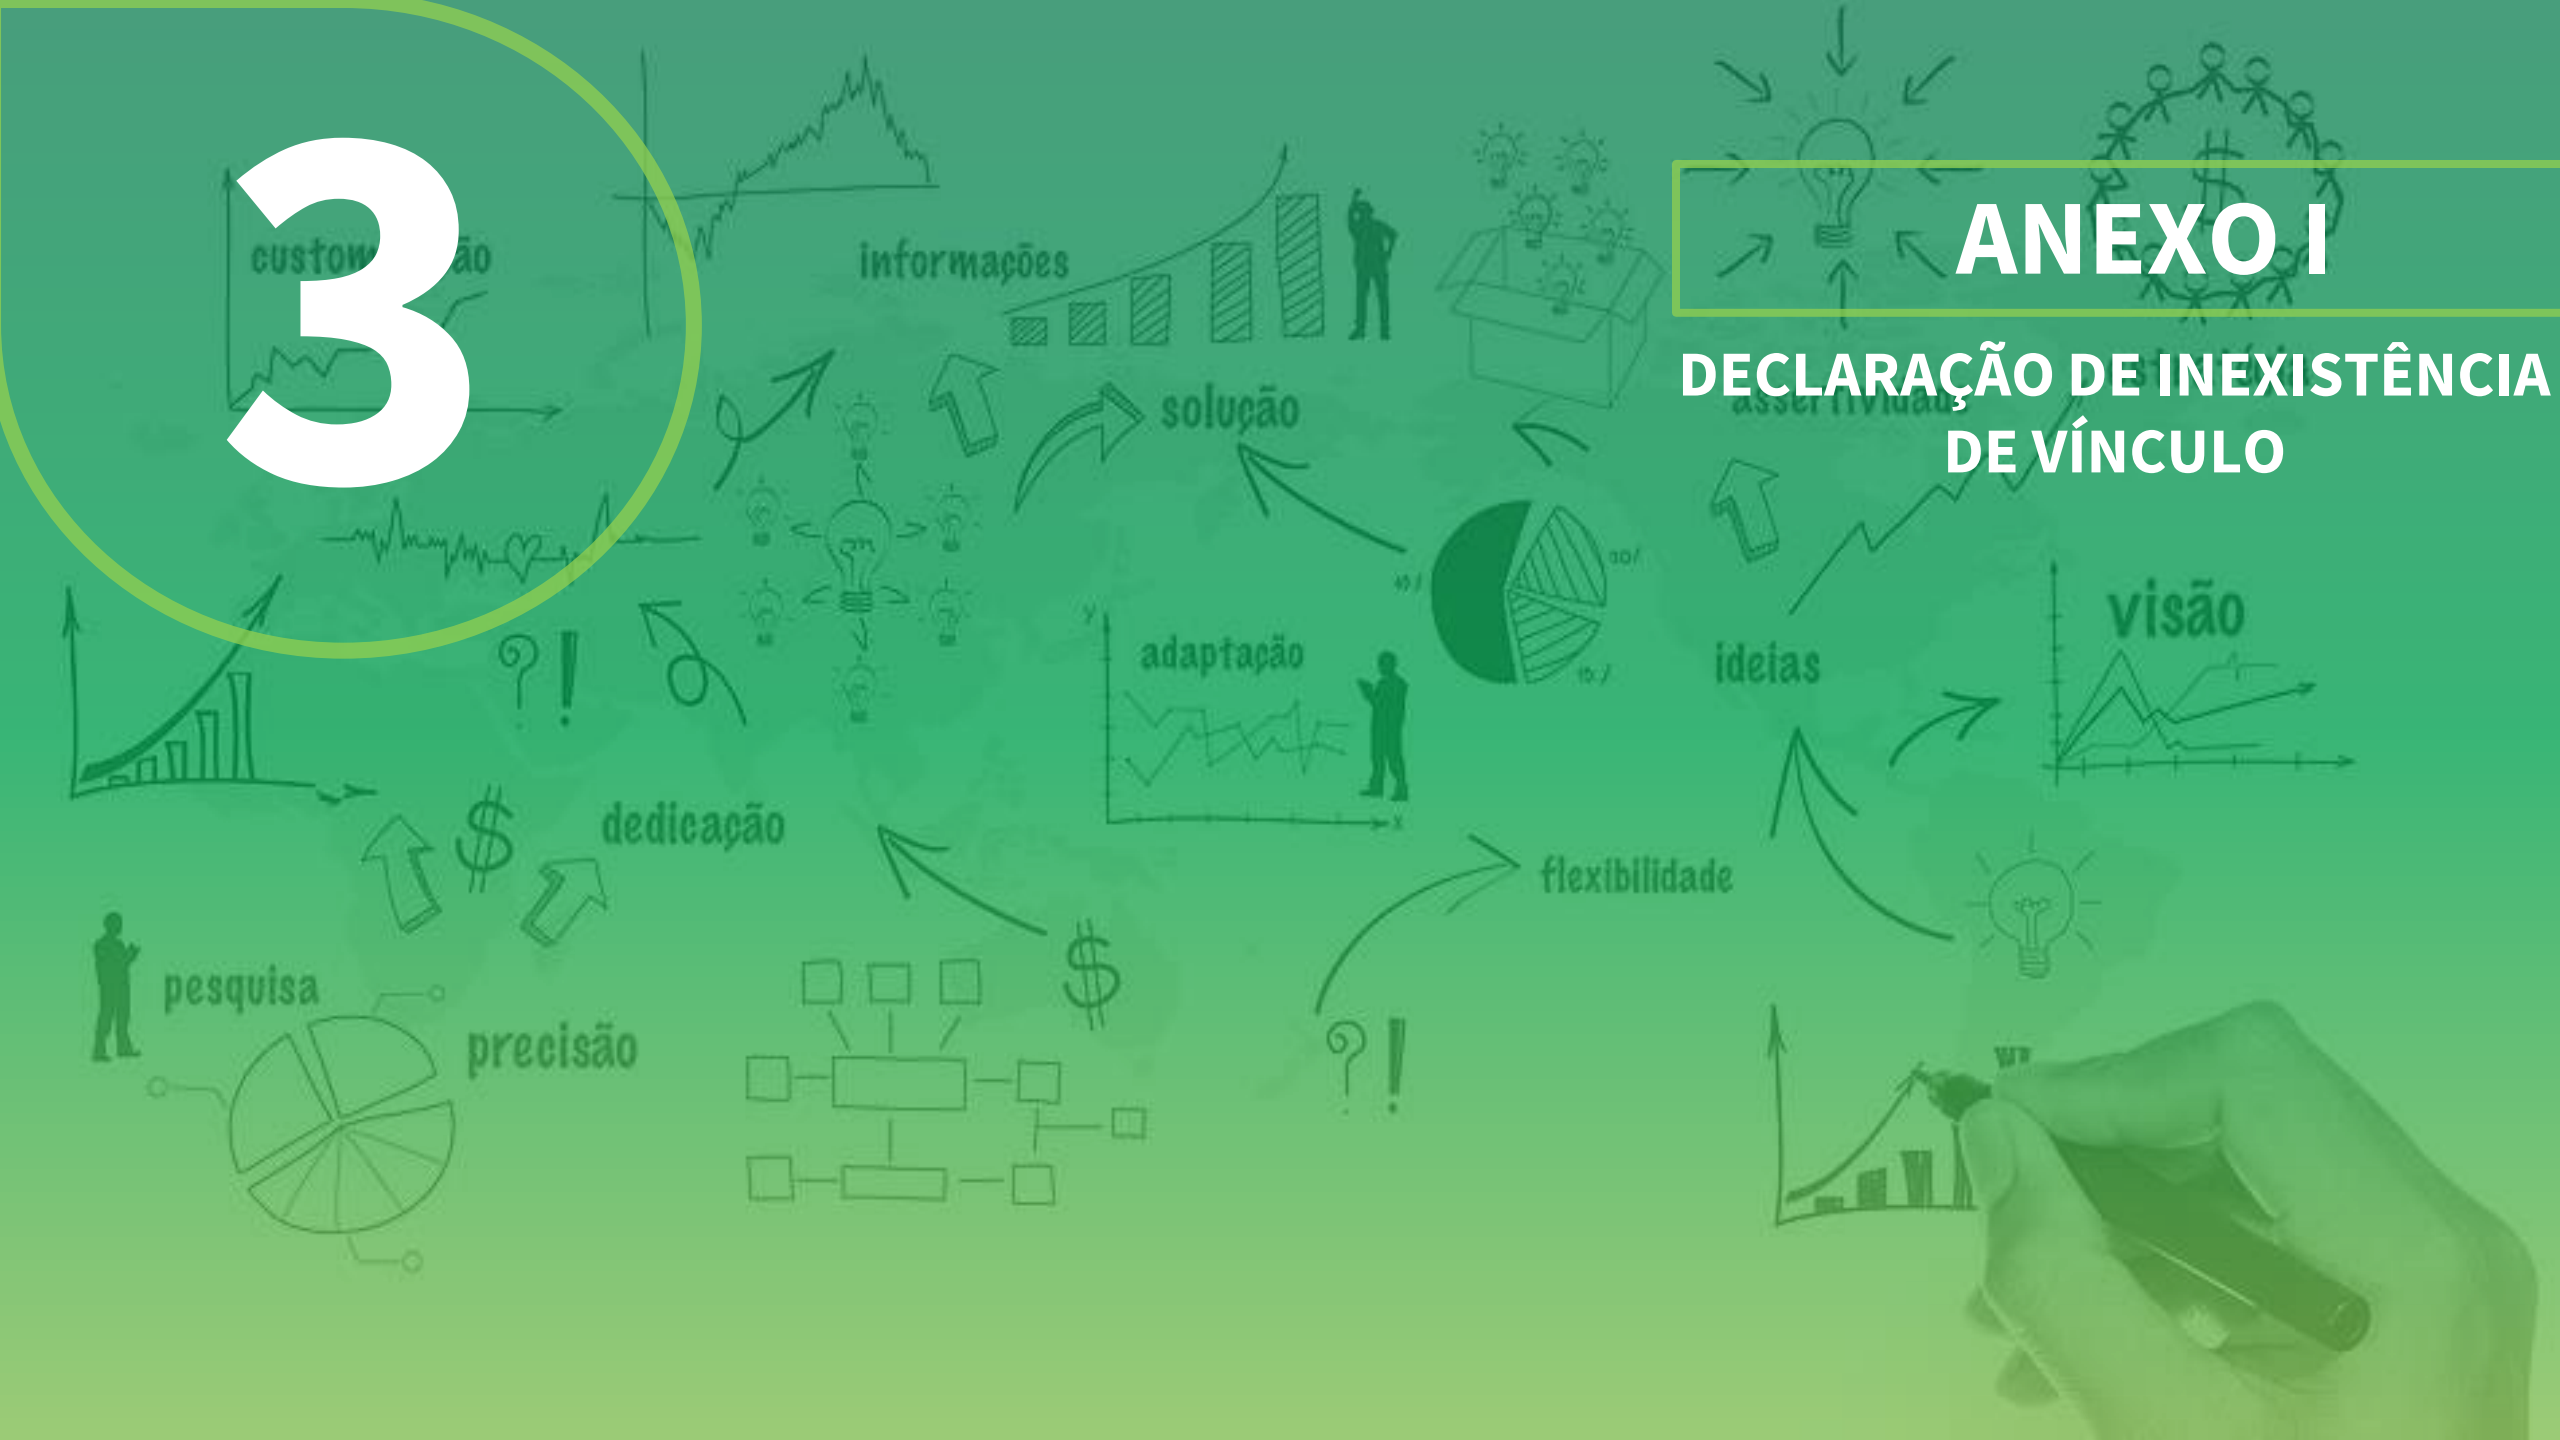 3
ANEXO I
DECLARAÇÃO DE INEXISTÊNCIA
DE VÍNCULO
informações
solução
adaptação
ideias
visão
dedicação
flexibilidade
pesquisa
precisão
$
$
$
? !
? !
y
x